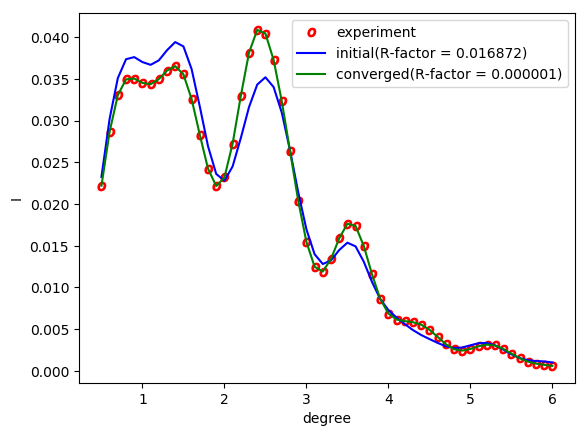 experiment
initial(R-factor = 0.016872)
converged(R-factor = 0.000001)
0.040
0.035
0.030
0.025
0.020
0.015
0.010
0.005
0.000
I
1 2 3 4 5 6
degree